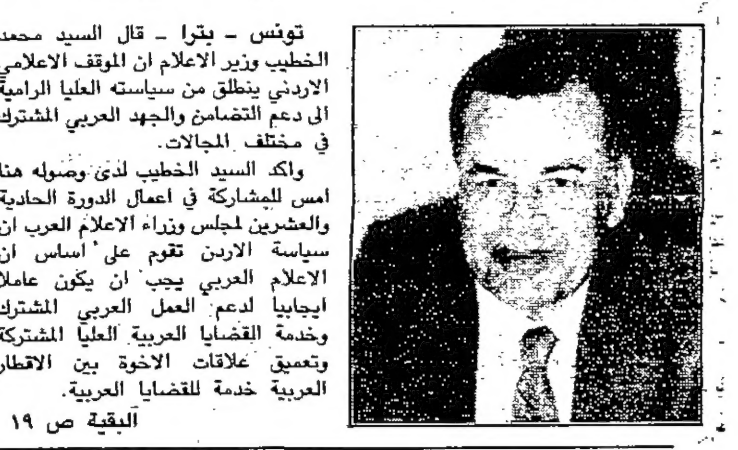 تونس - بترا - قال السيد محمد
الخطيب وزير الاعلام ان الموقف الاعلامي
الاردني ينطلق من سياسته العليا الرامية
الى دعم التضامن والجهد العربي المشترك
في مختلف المجالات.
واكد السيد الخطيب لدى وصوله هنا
امس للمشاركة في اعمال الدورة الحادية
والعشرين لمجلس وزراء الاعلام العرب ان
سياسة الاردن تقوم على اساس ان
الاعلام العربي يجب ان يكون عاملا
ايجابيا لدعم العمل العربي المشترك
وخدمة القضايا العربية العليا المشتركة
وتعميق علاقات الاخوة بين الاقطار
العربية خدمة للقضايا العربية.
البقية ص ١٩